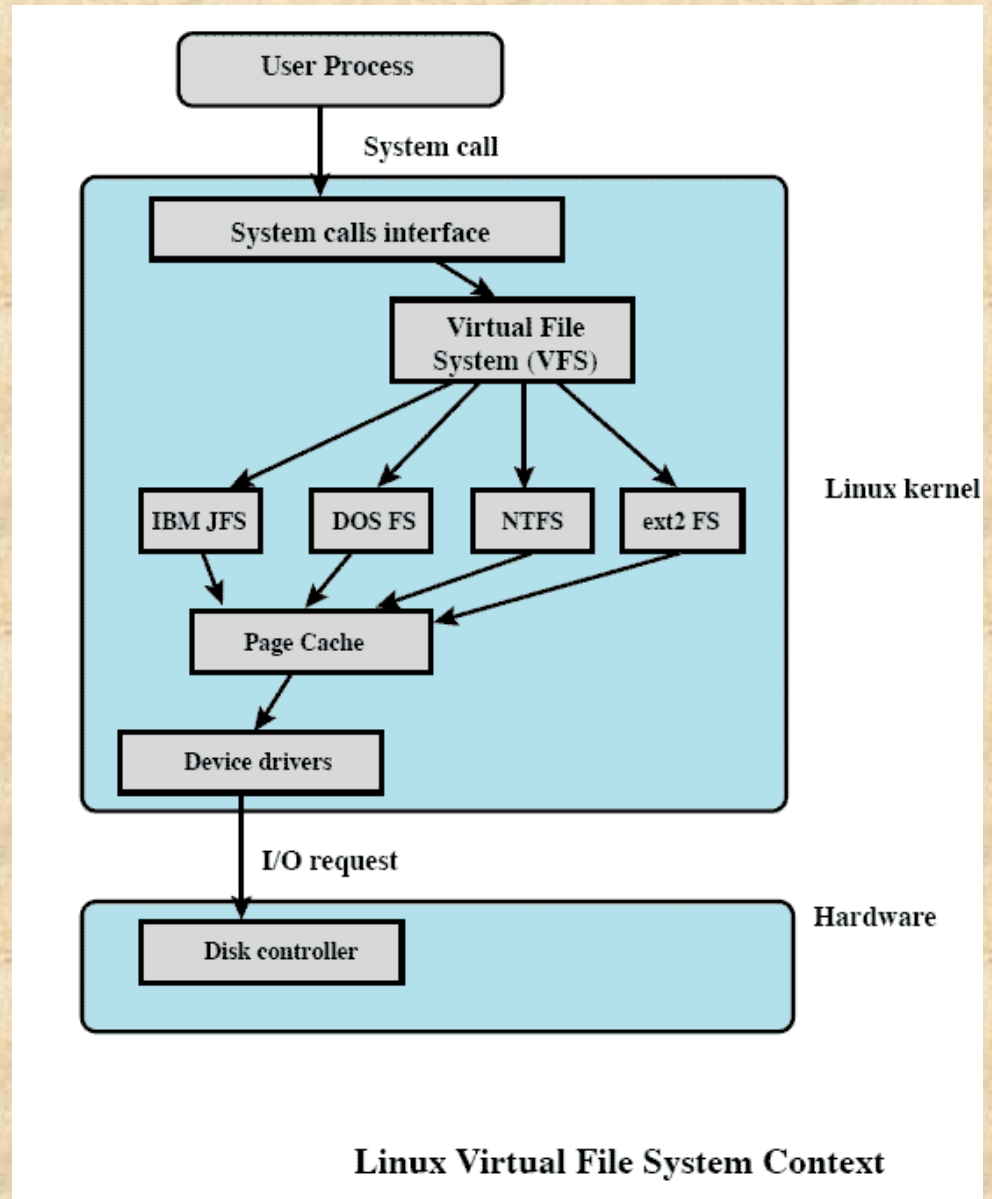 User Process
System call
System calls interface
Virtual File
System (VFS)
IBM JFS
DOS FS
NTFS
ext2 FS
Linux kernel
Page Cache
Device drivers
I/O request
Hardware
Disk controller
Linux Virtual File System Context